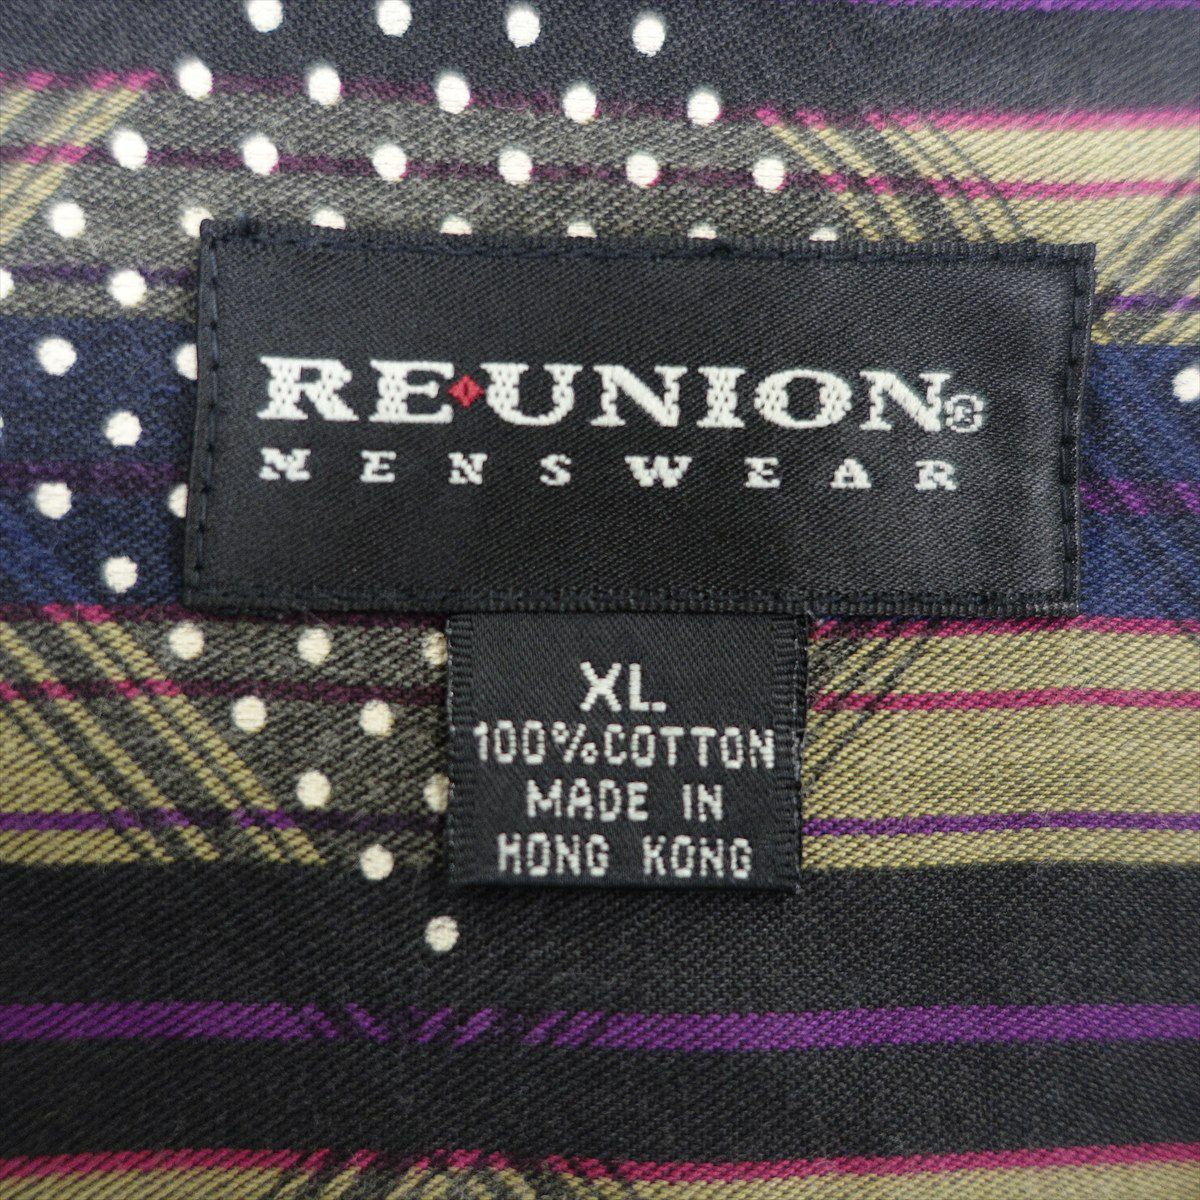 RE♦UNION®
MENSWEAR
XL
100%COTTON
MADE IN
HONG KONG